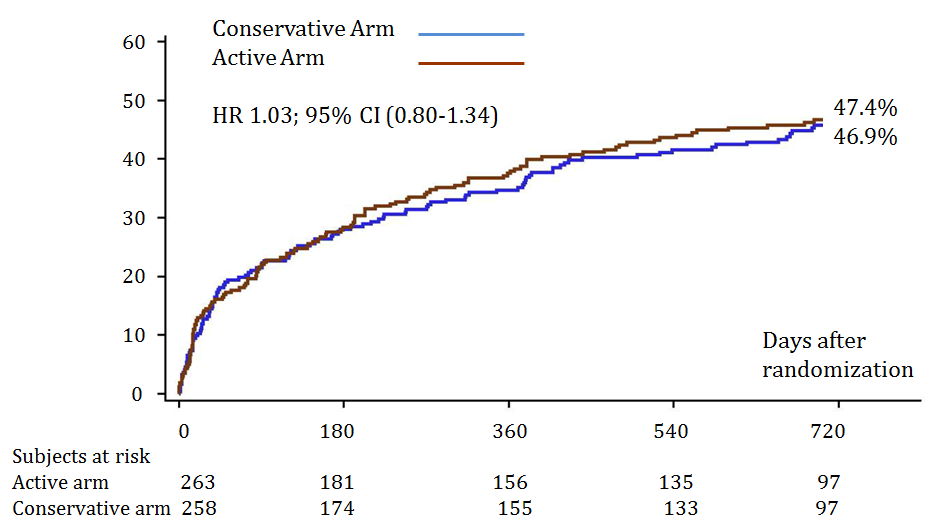 60
50
40
30
20
10
0
Conservative Arm
Active Arm
HR 1.03; 95% CI (0.80-1.34)
47.4%
46.9%
Days after
randomization
0 180 360 540 720
Subjects at risk
Active arm 263 181 156 135 97
Conservative arm 258 174 155 133 97